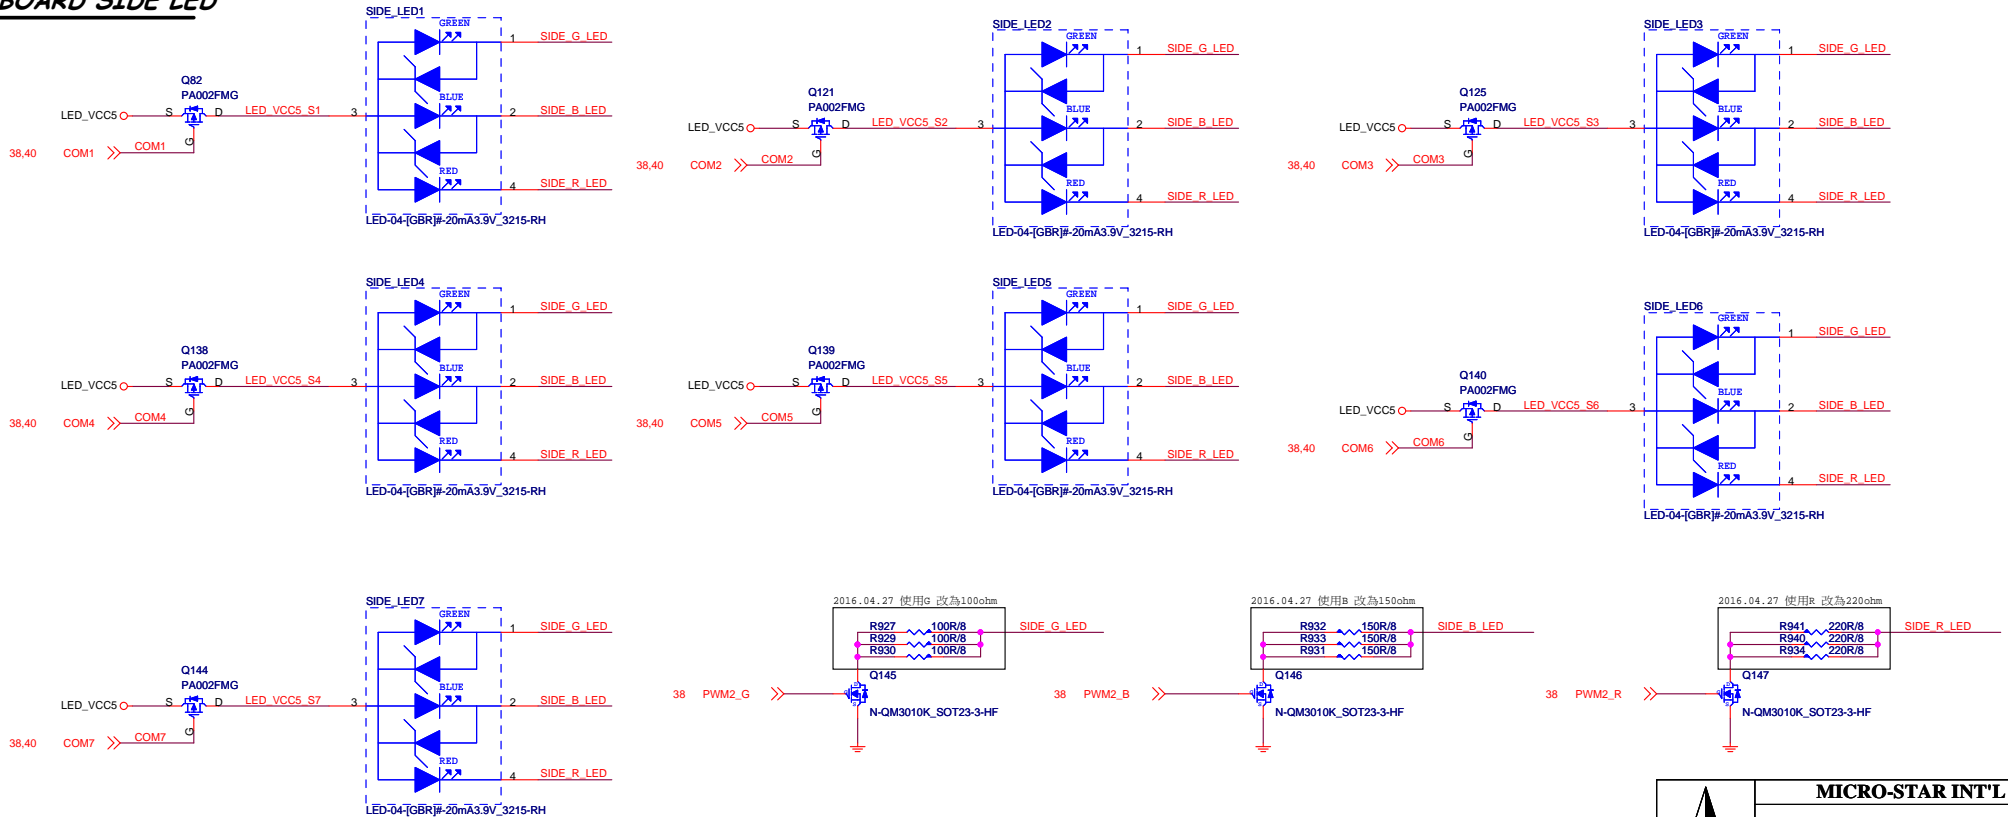 BOARD SIDE LED
SIDE_LED1
GREEN
1 SIDE_G_LED
Q82
PA002FMG
LED_VCC5 S D LED_VCC5_S1 3
BLUE
2 SIDE_B_LED
G
38,40 COM1 COM1
RED
4 SIDE_R_LED
LED-04-[GBR]#-20mA3.9V_3215-RH
SIDE_LED2
GREEN
1 SIDE_G_LED
Q121
PA002FMG
LED_VCC5 S D LED_VCC5_S2 3
BLUE
2 SIDE_B_LED
G
38,40 COM2 COM2
RED
4 SIDE_R_LED
LED-04-[GBR]#-20mA3.9V_3215-RH
SIDE_LED3
GREEN
1 SIDE_G_LED
Q125
PA002FMG
LED_VCC5 S D LED_VCC5_S3 3
BLUE
2 SIDE_B_LED
G
38,40 COM3 COM3
RED
4 SIDE_R_LED
LED-04-[GBR]#-20mA3.9V_3215-RH
SIDE_LED4
GREEN
1 SIDE_G_LED
Q138
PA002FMG
LED_VCC5 S D LED_VCC5_S4 3
BLUE
2 SIDE_B_LED
G
38,40 COM4 COM4
RED
4 SIDE_R_LED
LED-04-[GBR]#-20mA3.9V_3215-RH
SIDE_LED5
GREEN
1 SIDE_G_LED
Q139
PA002FMG
LED_VCC5 S D LED_VCC5_S5 3
BLUE
2 SIDE_B_LED
G
38,40 COM5 COM5
RED
4 SIDE_R_LED
LED-04-[GBR]#-20mA3.9V_3215-RH
SIDE_LED6
GREEN
1 SIDE_G_LED
Q140
PA002FMG
LED_VCC5 S D LED_VCC5_S6 3
BLUE
2 SIDE_B_LED
G
38,40 COM6 COM6
RED
4 SIDE_R_LED
LED-04-[GBR]#-20mA3.9V_3215-RH
SIDE_LED7
GREEN
1 SIDE_G_LED
Q144
PA002FMG
LED_VCC5 S D LED_VCC5_S7 3
BLUE
2 SIDE_B_LED
G
38,40 COM7 COM7
RED
4 SIDE_R_LED
LED-04-[GBR]#-20mA3.9V_3215-RH
2016.04.27 使用G 改為100ohm
R927 100R/8 SIDE_G_LED
R929 100R/8
R930 100R/8
Q145
38 PWM2_G
N-QM3010K_SOT23-3-HF
2016.04.27 使用B 改為150ohm
R932 150R/8 SIDE_B_LED
R933 150R/8
R931 150R/8
Q146
38 PWM2_B
N-QM3010K_SOT23-3-HF
2016.04.27 使用R 改為220ohm
R941 220R/8 SIDE_R_LED
R940 220R/8
R934 220R/8
Q147
38 PWM2_R
N-QM3010K_SOT23-3-HF
MICRO-STAR INT'L